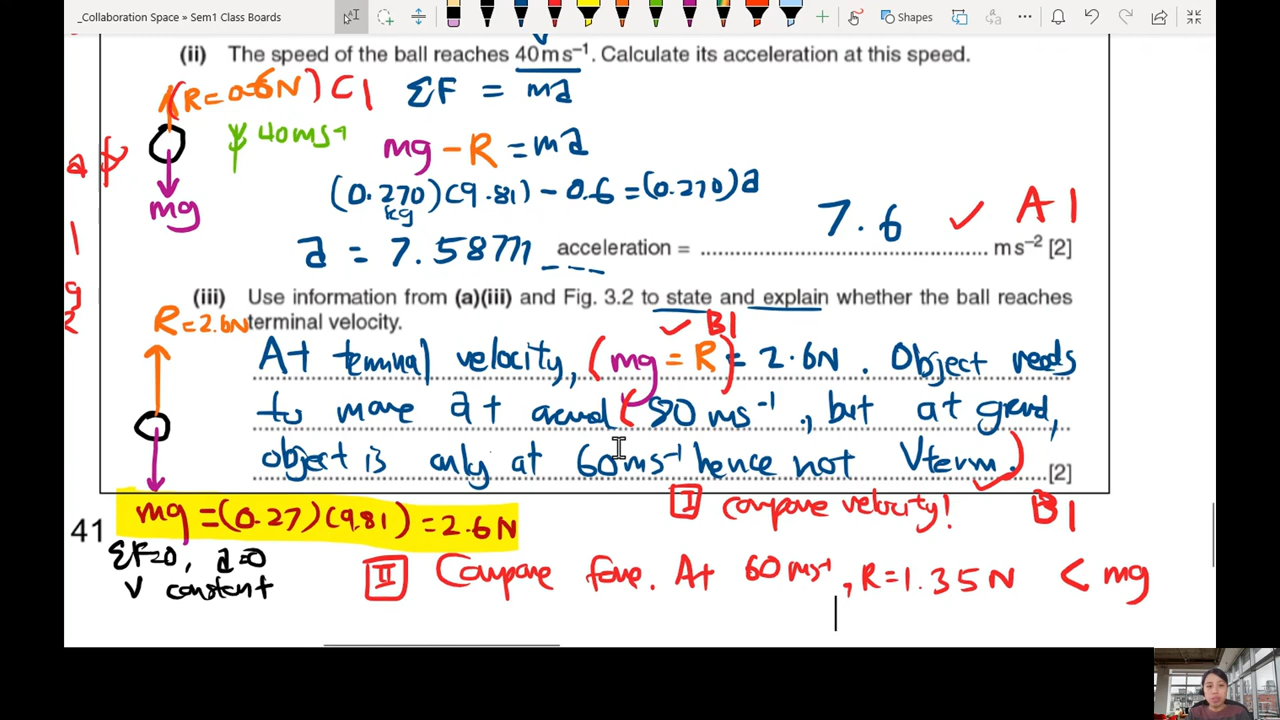 _Collaboration Space » Sem1 Class Boards
Shapes
(ii) The speed of the ball reaches 40 m s⁻¹. Calculate its acceleration at this speed.
(R=0.6N) C1
ΣF = ma
40 ms⁻¹
a
mg - R = ma
(0.270)(9.81) - 0.6 = (0.270)a
kg
mg
7.6 ✓ A1
a = 7.58777 acceleration = ........ m s⁻² [2]
(iii) Use information from (a)(iii) and Fig. 3.2 to state and explain whether the ball reaches
terminal velocity.
R=2.6N
✓ B1
At terminal velocity, (mg = R) = 2.6N. Object needs
to move at around (80 ms⁻¹, but at ground,
object is only at 60ms⁻¹ hence not Vterm.) [2]
mg = (0.27)(9.81) = 2.6N
I compare velocity! B1
41
ΣF=0, a=0
V constant
II Compare force. At 60 ms⁻¹, R=1.35N < mg